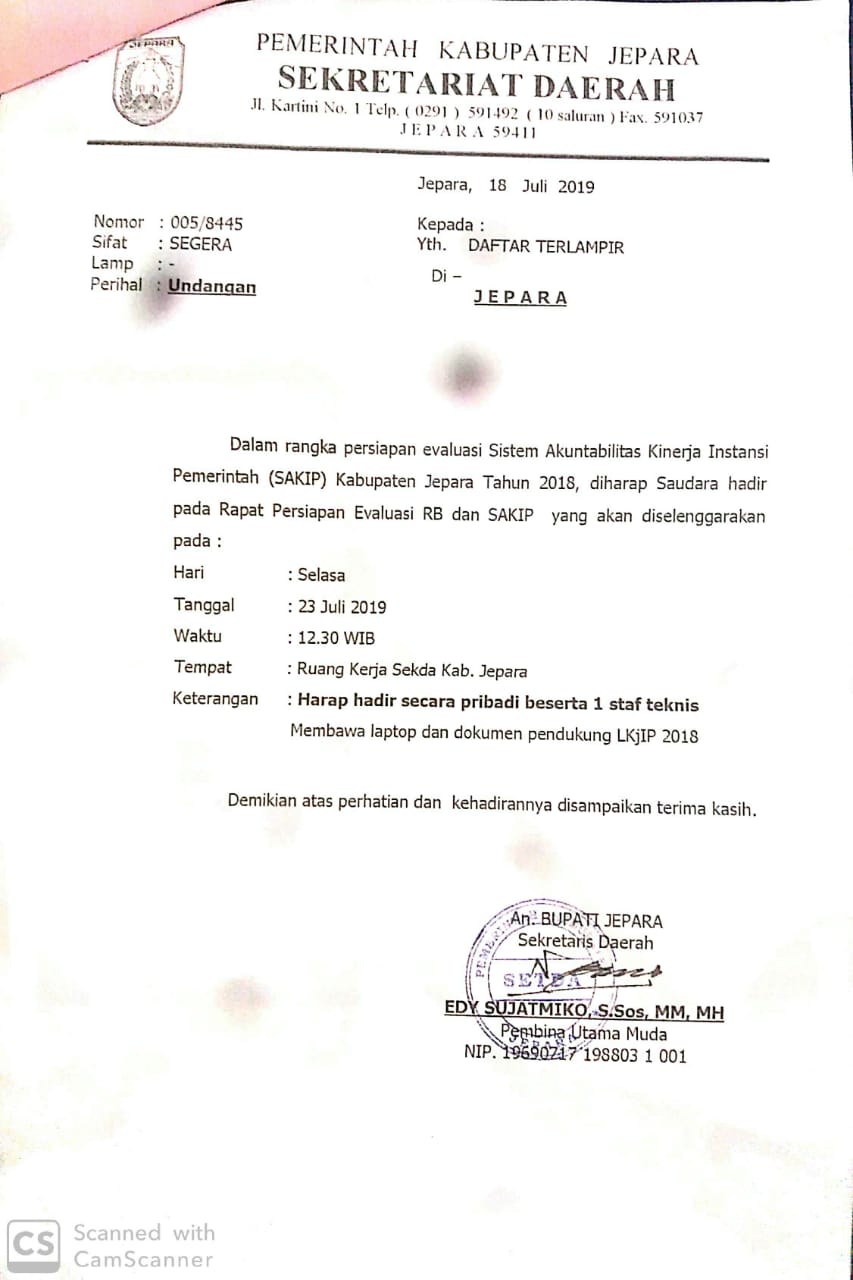 JEPARA
PEMERINTAH KABUPATEN JEPARA
SEKRETARIAT DAERAH
Jl. Kartini No. 1 Telp. ( 0291 ) 591492 ( 10 saluran ) Fax. 591037
J E P A R A 59411
Jepara, 18 Juli 2019
Nomor : 005/8445
Sifat : SEGERA
Lamp : -
Perihal : Undangan
Kepada :
Yth. DAFTAR TERLAMPIR
Di –
J E P A R A
Dalam rangka persiapan evaluasi Sistem Akuntabilitas Kinerja Instansi
Pemerintah (SAKIP) Kabupaten Jepara Tahun 2018, diharap Saudara hadir
pada Rapat Persiapan Evaluasi RB dan SAKIP yang akan diselenggarakan
pada :
Hari : Selasa
Tanggal : 23 Juli 2019
Waktu : 12.30 WIB
Tempat : Ruang Kerja Sekda Kab. Jepara
Keterangan : Harap hadir secara pribadi beserta 1 staf teknis
Membawa laptop dan dokumen pendukung LKjIP 2018
Demikian atas perhatian dan kehadirannya disampaikan terima kasih.
An. BUPATI JEPARA
Sekretaris Daerah
SETDA
EDY SUJATMIKO, S.Sos, MM, MH
Pembina Utama Muda
JEPARA
NIP. 19690717 198803 1 001
CS Scanned with
CamScanner